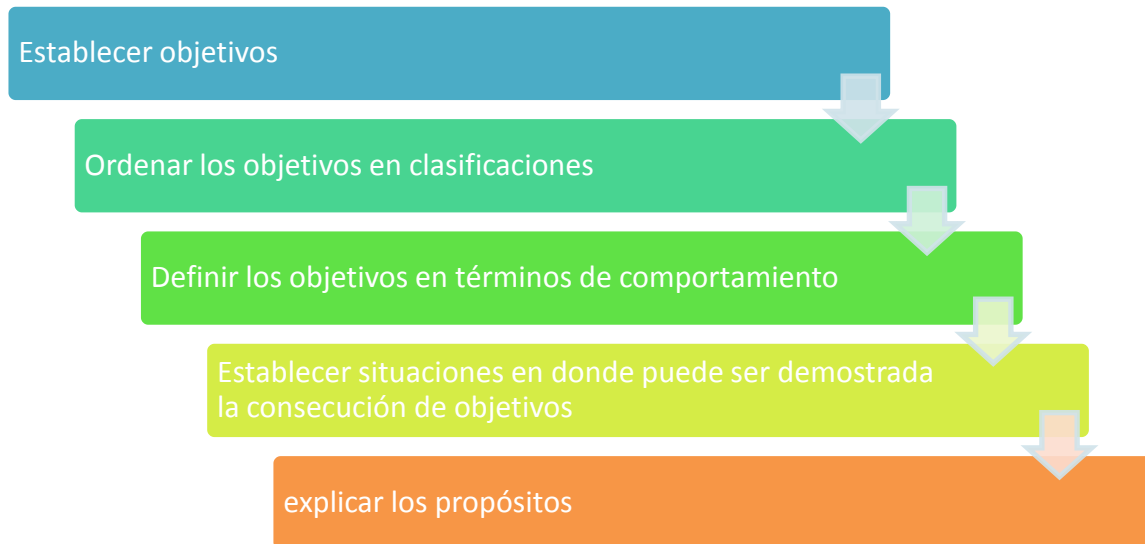 Establecer objetivos
Ordenar los objetivos en clasificaciones
Definir los objetivos en términos de comportamiento
Establecer situaciones en donde puede ser demostrada
la consecución de objetivos
explicar los propósitos